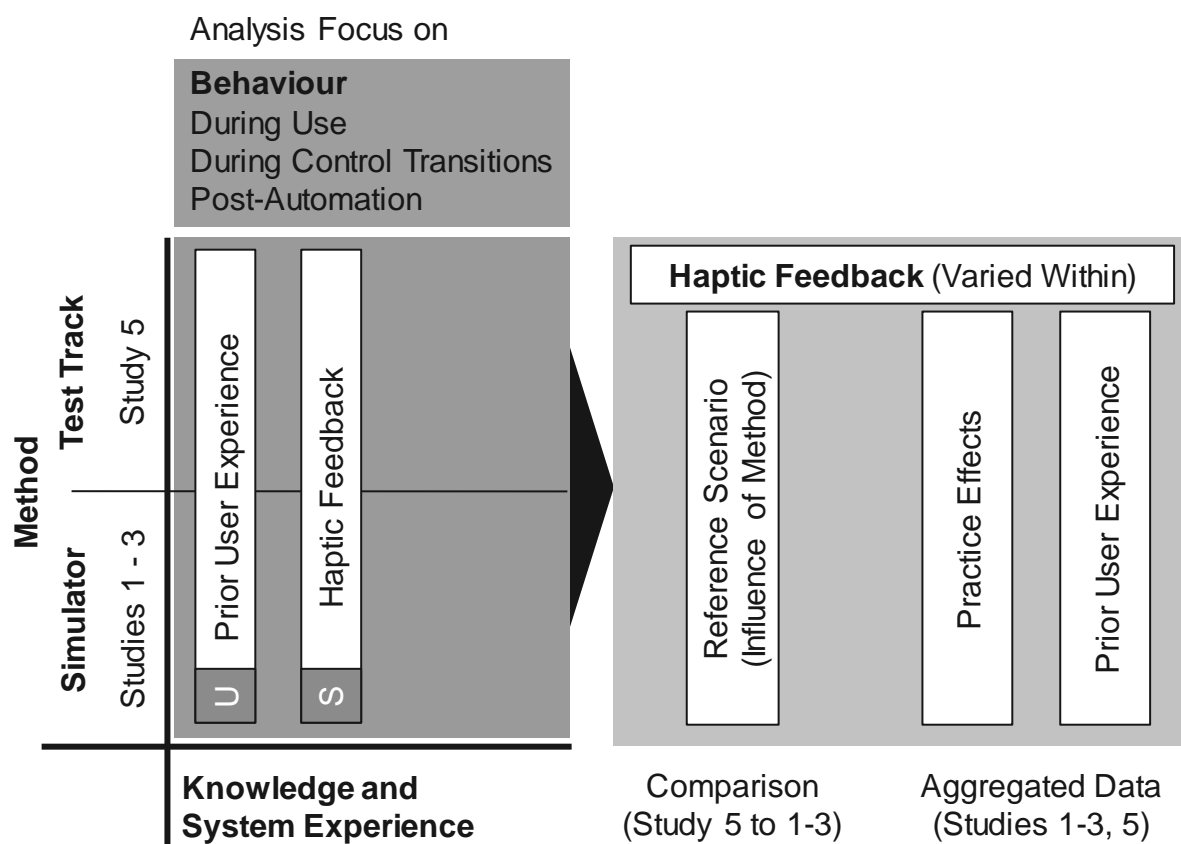 Analysis Focus on
Behaviour
During Use
During Control Transitions
Post-Automation
Method
Test Track
Study 5
Simulator
Studies 1 - 3
Prior User Experience
U
Haptic Feedback
S
Knowledge and
System Experience
Haptic Feedback (Varied Within)
Reference Scenario
(Influence of Method)
Practice Effects
Prior User Experience
Comparison
(Study 5 to 1-3)
Aggregated Data
(Studies 1-3, 5)